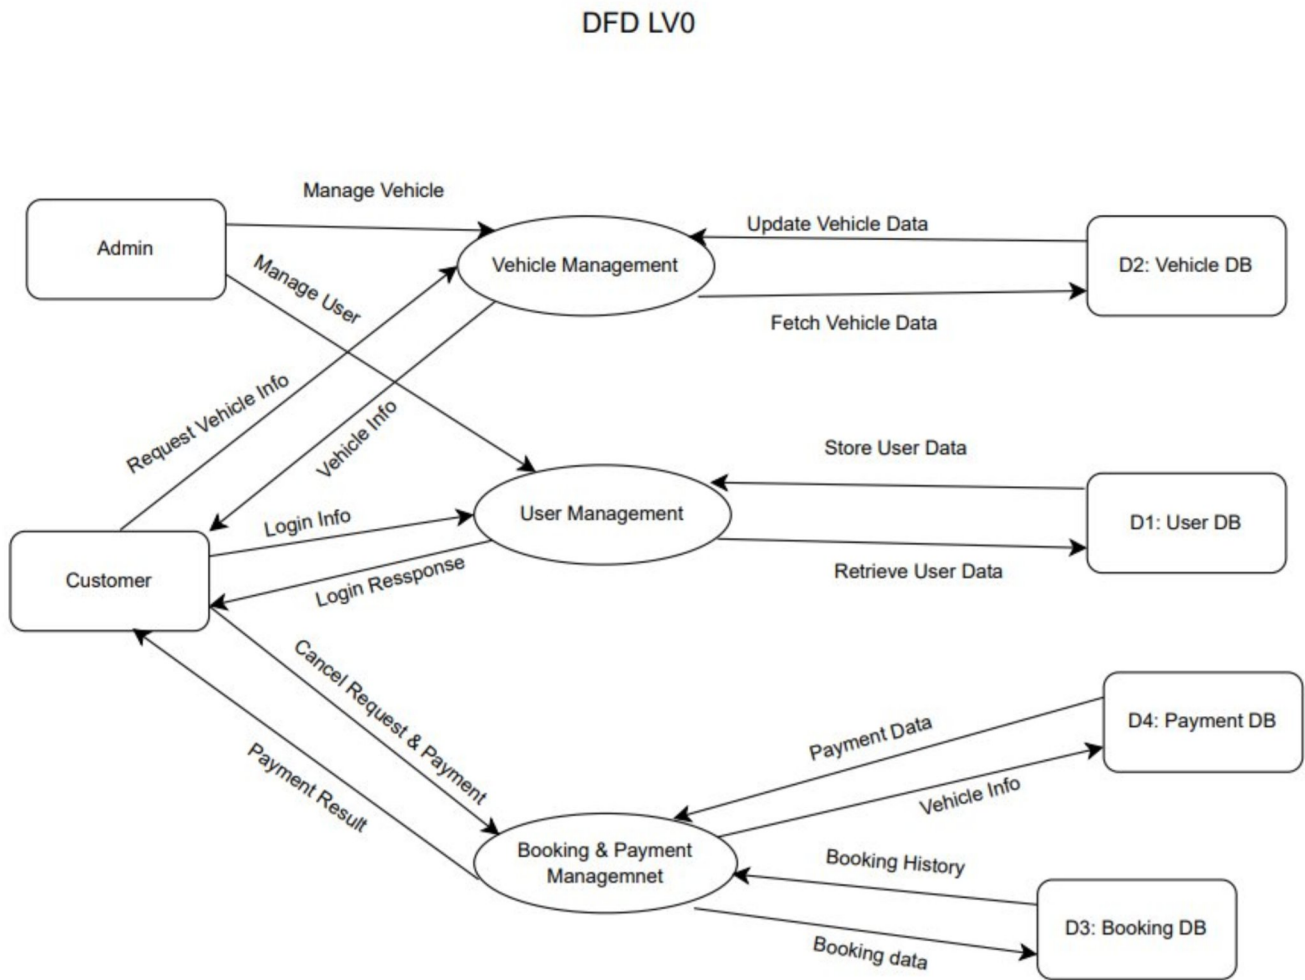 DFD LV0
Manage Vehicle
Admin
Manage User
Vehicle Management
Update Vehicle Data
Fetch Vehicle Data
D2: Vehicle DB
Request Vehicle Info
Vehicle Info
Store User Data
Login Info
User Management
D1: User DB
Customer
Login Ressponse
Retrieve User Data
Cancel Request & Payment
Payment Result
Payment Data
D4: Payment DB
Vehicle Info
Booking & Payment
Managemnet
Booking History
D3: Booking DB
Booking data